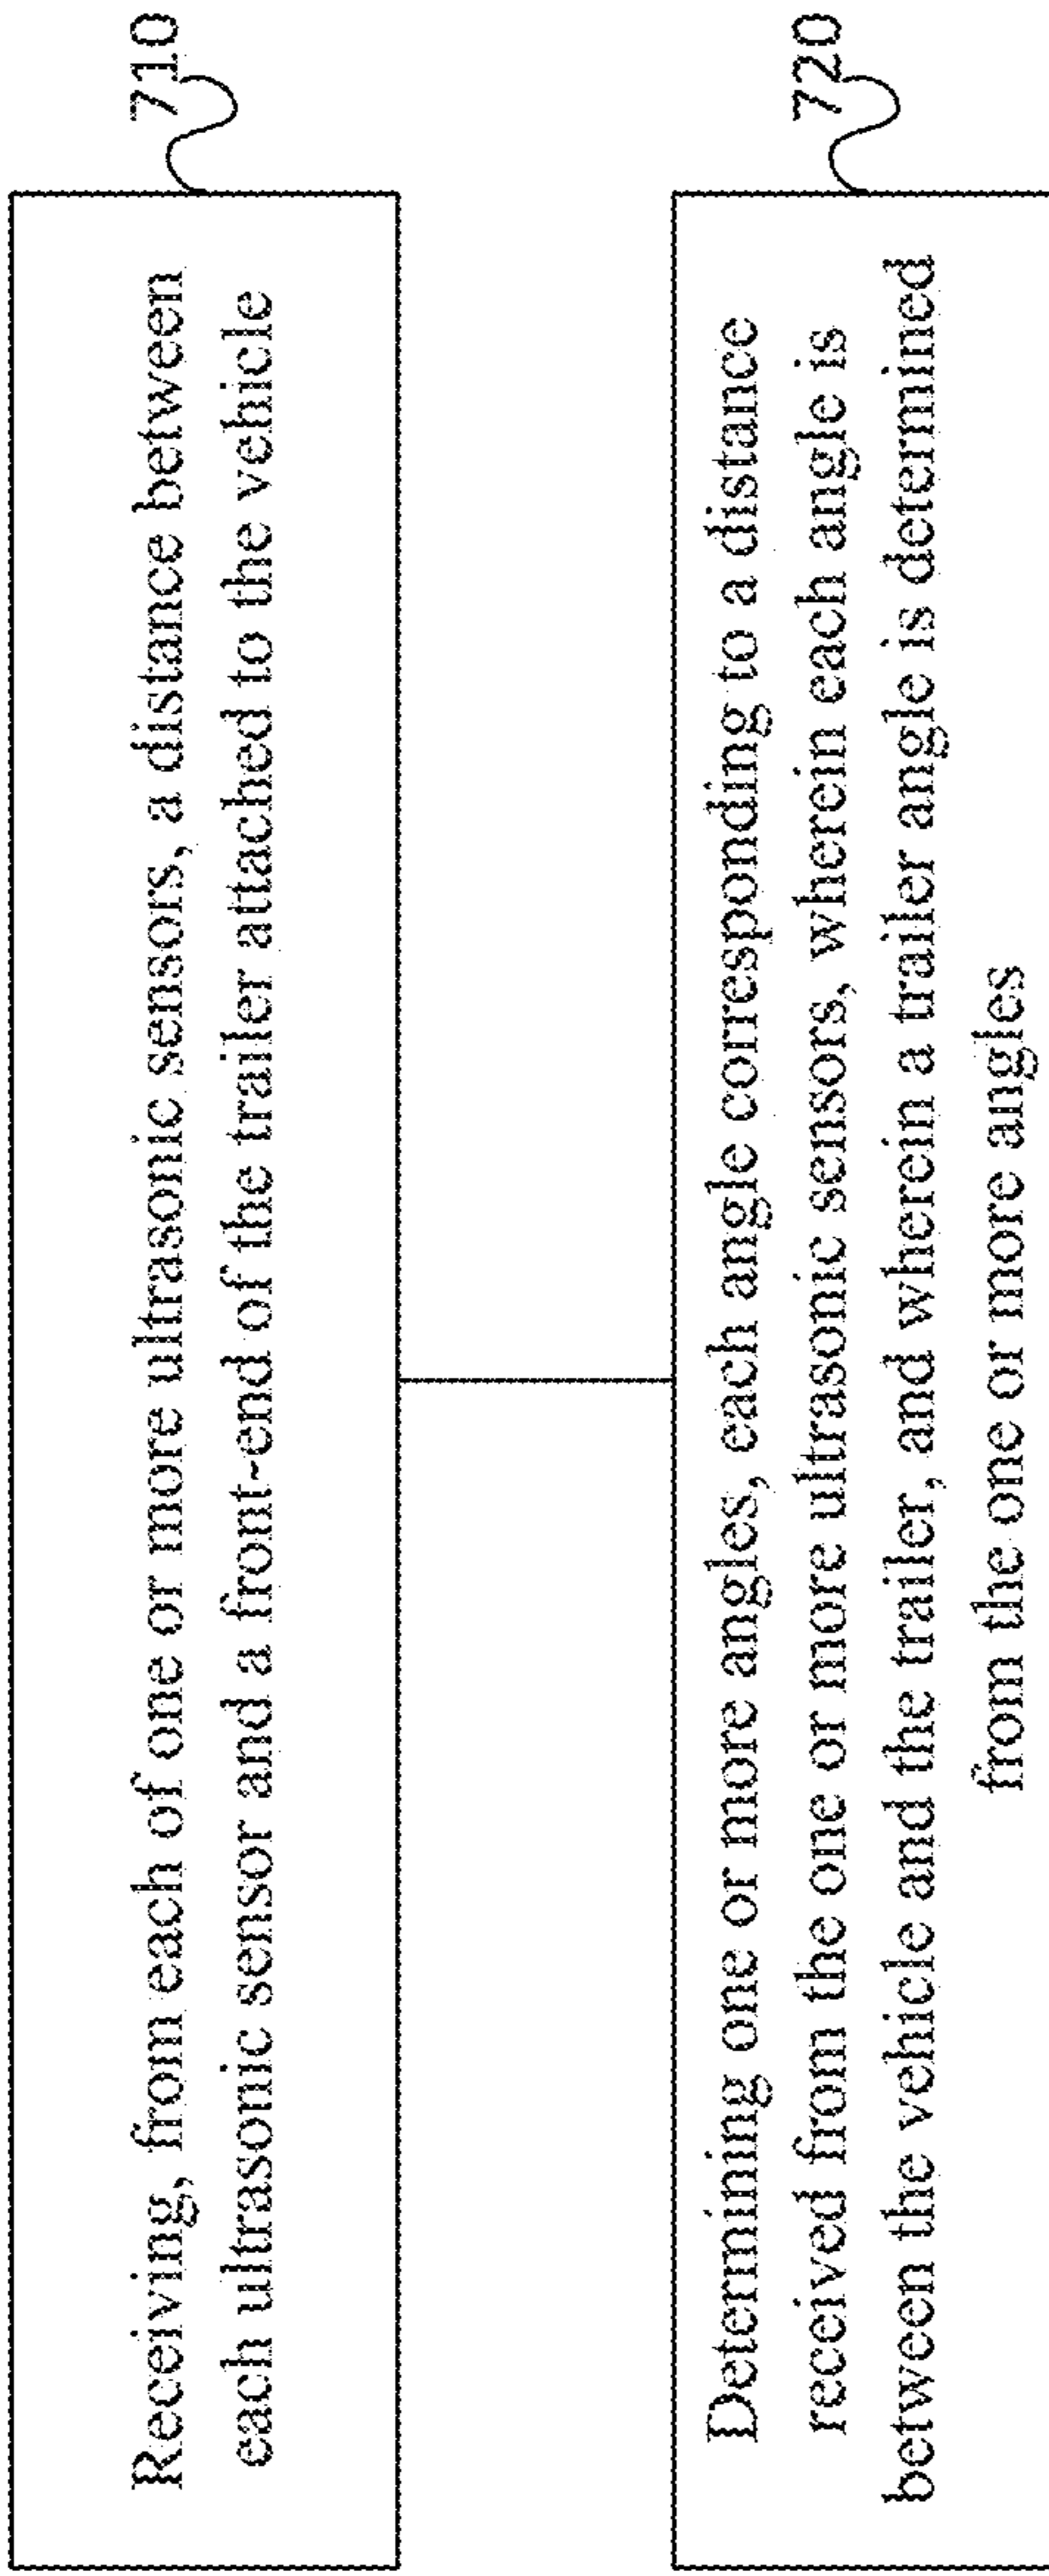 Receiving, from each of one or more ultrasonic sensors, a distance between
each ultrasonic sensor and a front-end of the trailer attached to the vehicle
710
Determining one or more angles, each angle corresponding to a distance
received from the one or more ultrasonic sensors, wherein each angle is
between the vehicle and the trailer, and wherein a trailer angle is determined
from the one or more angles
720